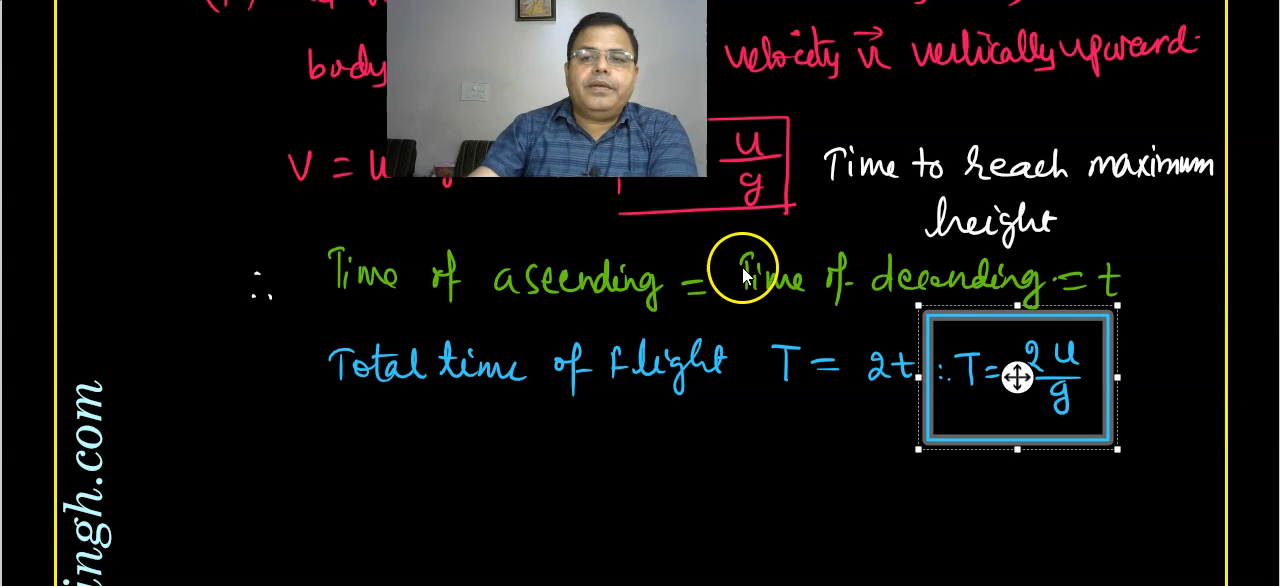 body velocity u⃗ vertically upward.
V = u u/g Time to reach maximum
height
∴ Time of ascending = Time of decending = t
Total time of flight T = 2t ∴ T = 2u/g
ingh.com